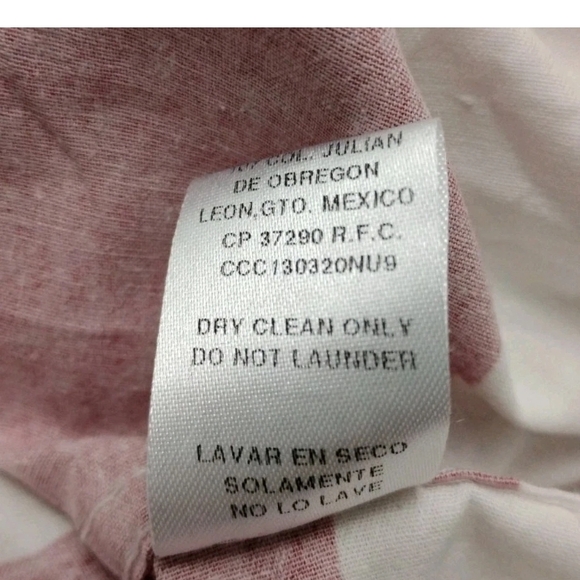 COL. JULIAN
DE OBREGON
LEON,GTO. MEXICO
CP 37290 R.F.C.
CCC130320NU9
DRY CLEAN ONLY
DO NOT LAUNDER
LAVAR EN SECO
SOLAMENTE
NO LO LAVE